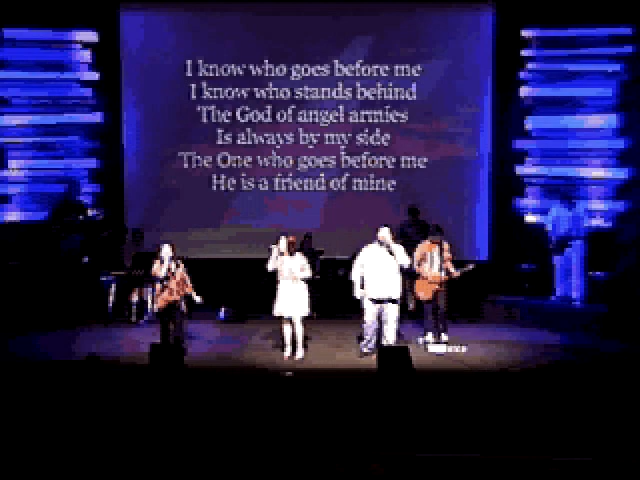 I know who goes before me
I know who stands behind
The God of angel armies
Is always by my side
The One who goes before me
He is a friend of mine